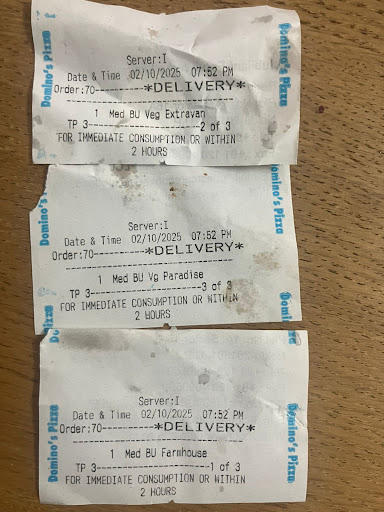 Domino's Pizza
Domino's Pizza
Server:I
Date & Time 02/10/2025 07:52 PM
Order:70----------*DELIVERY*
--------------------------------
1 Med BU Veg Extravan
TP 3--------------------2 of 3
FOR IMMEDIATE CONSUMPTION OR WITHIN
2 HOURS
Domino's Pizza
Pizza
Server:I
Date & Time 02/10/2025 07:52 PM
Order:70----------*DELIVERY*
--------------------------------
1 Med BU Vg Paradise
TP 3--------------------3 of 3
FOR IMMEDIATE CONSUMPTION OR WITHIN
2 HOURS
Domino's Pizza
Domino's Pizza
Server:I
Date & Time 02/10/2025 07:52 PM
Order:70----------*DELIVERY*
--------------------------------
1 Med BU Farmhouse
TP 3--------------------1 of 3
FOR IMMEDIATE CONSUMPTION OR WITHIN
2 HOURS